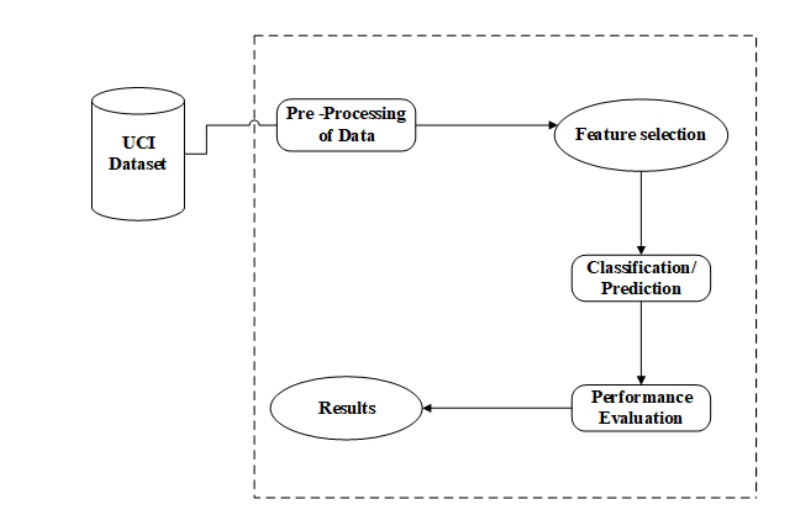 UCI
Dataset
Pre -Processing
of Data
Feature selection
Classification/
Prediction
Performance
Evaluation
Results